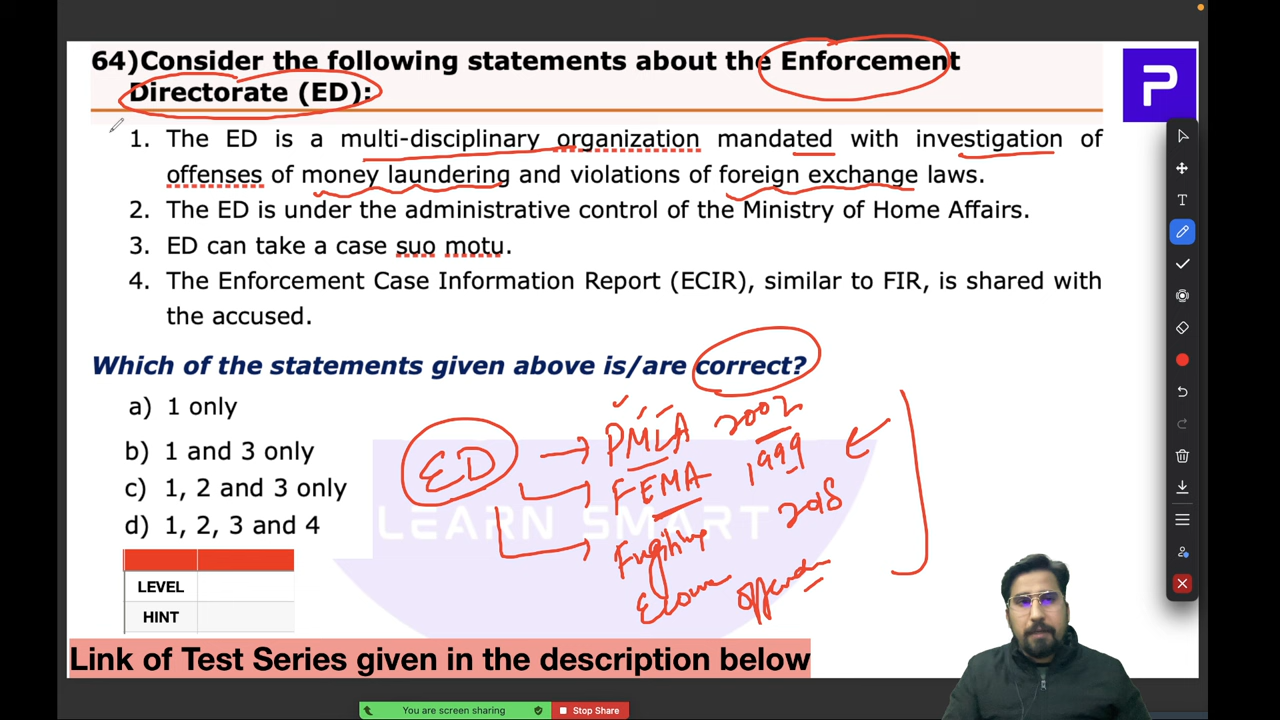 64)Consider the following statements about the Enforcement
Directorate (ED):
1. The ED is a multi-disciplinary organization mandated with investigation of
offenses of money laundering and violations of foreign exchange laws.
2. The ED is under the administrative control of the Ministry of Home Affairs.
3. ED can take a case suo motu.
4. The Enforcement Case Information Report (ECIR), similar to FIR, is shared with
the accused.
Which of the statements given above is/are correct?
a) 1 only
b) 1 and 3 only
c) 1, 2 and 3 only
d) 1, 2, 3 and 4
ED
PMLA 2002
FEMA 1999
2018
Fugitive
Econo offender
LEARN SMART
LEVEL
HINT
Link of Test Series given in the description below
P
T
You are screen sharing
Stop Share